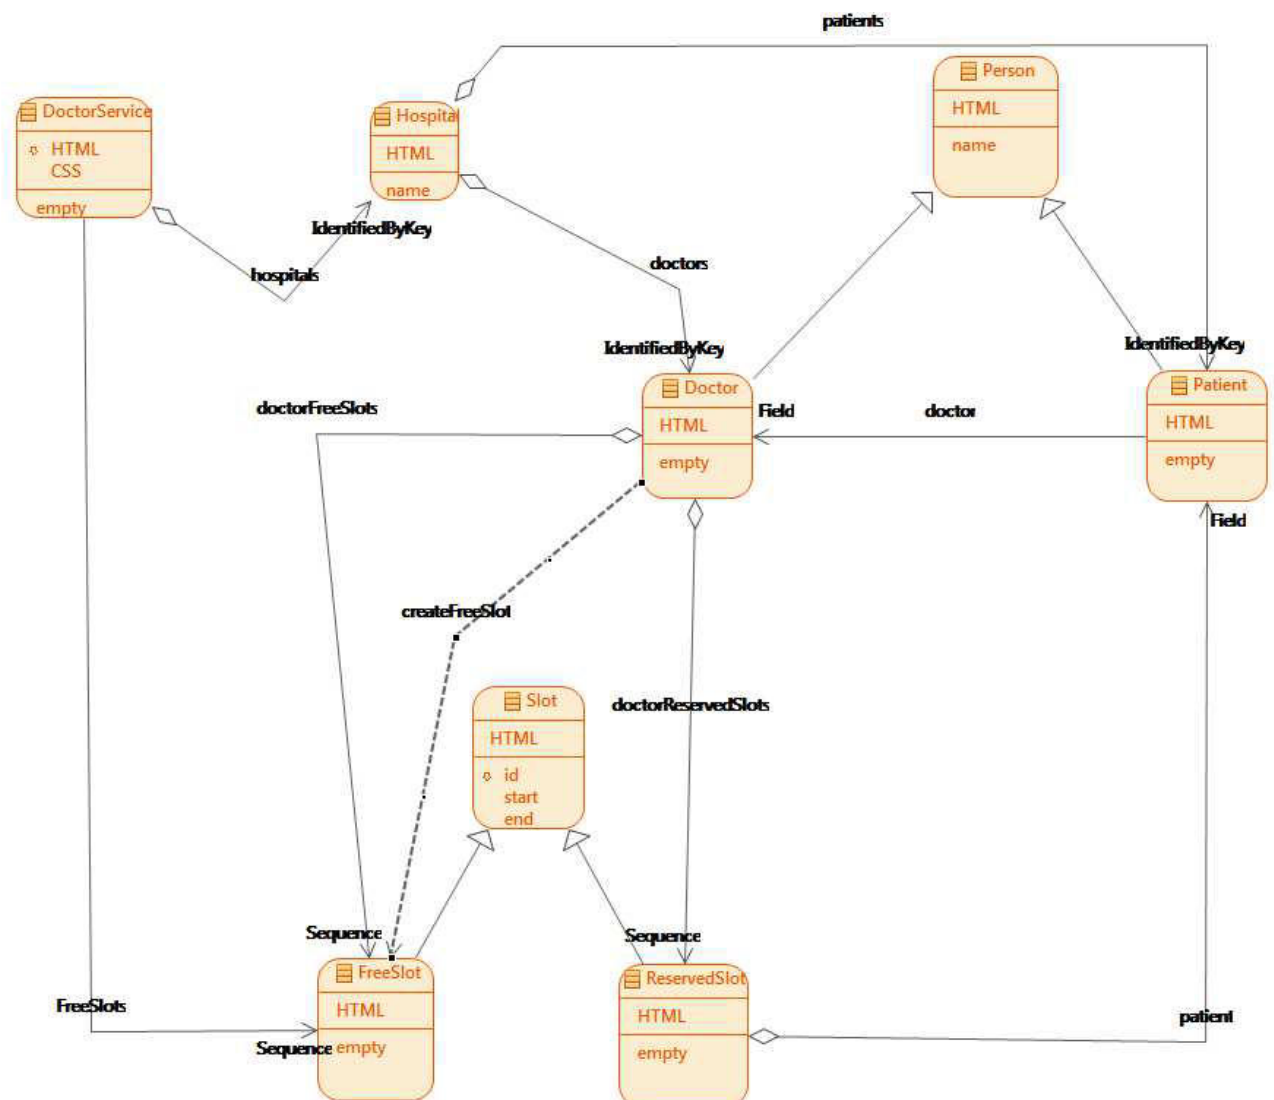 patients
Person
HTML
name
DoctorService
HTML
CSS
empty
Hospital
HTML
name
IdentifiedByKey
hospitals
doctors
IdentifiedByKey
IdentifiedByKey
doctorFreeSlots
Doctor
HTML
empty
Field
doctor
Patient
HTML
empty
Field
createFreeSlot
Slot
HTML
id
start
end
doctorReservedSlots
Sequence
Sequence
FreeSlot
HTML
empty
ReservedSlot
HTML
empty
FreeSlots
Sequence
patient